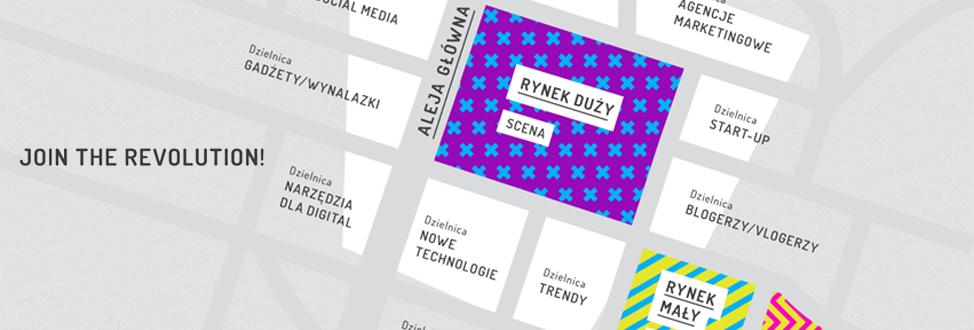 SOCIAL MEDIA
Dzielnica
AGENCJE
MARKETINGOWE
ALEJA GŁÓWNA
Dzielnica
GADŻETY/WYNALAZKI
RYNEK DUŻY
SCENA
Dzielnica
START-UP
JOIN THE REVOLUTION!
Dzielnica
NARZĘDZIA
DLA DIGITAL
Dzielnica
BLOGERZY/VLOGERZY
Dzielnica
NOWE
TECHNOLOGIE
Dzielnica
TRENDY
RYNEK
MAŁY